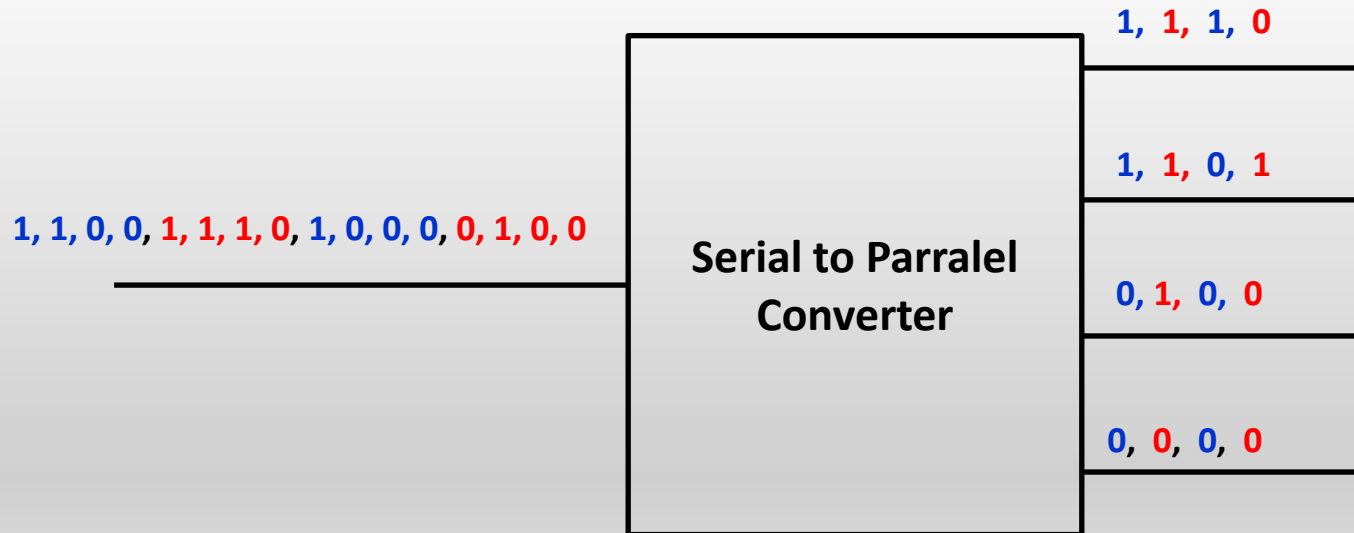 1, 1, 1, 0
1, 1, 0, 1
1, 1, 0, 0, 1, 1, 1, 0, 1, 0, 0, 0, 0, 1, 0, 0
Serial to Parralel
Converter
0, 1, 0, 0
0, 0, 0, 0